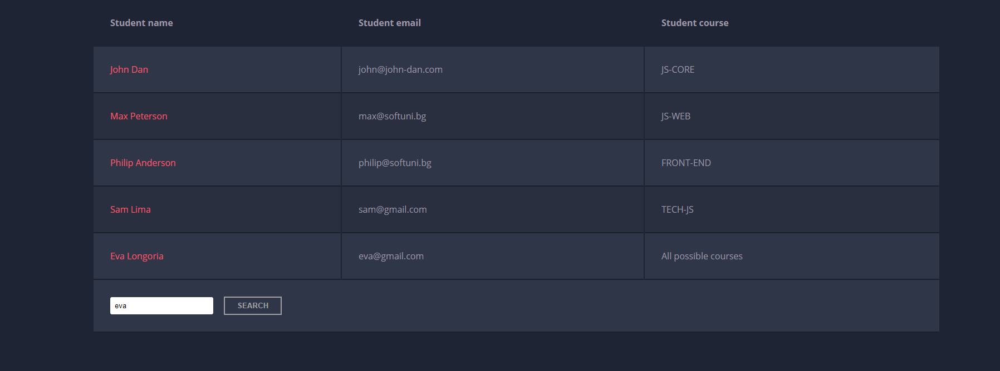 Student name Student email Student course
John Dan john@john-dan.com JS-CORE
Max Peterson max@softuni.bg JS-WEB
Philip Anderson philip@softuni.bg FRONT-END
Sam Lima sam@gmail.com TECH-JS
Eva Longoria eva@gmail.com All possible courses
eva SEARCH